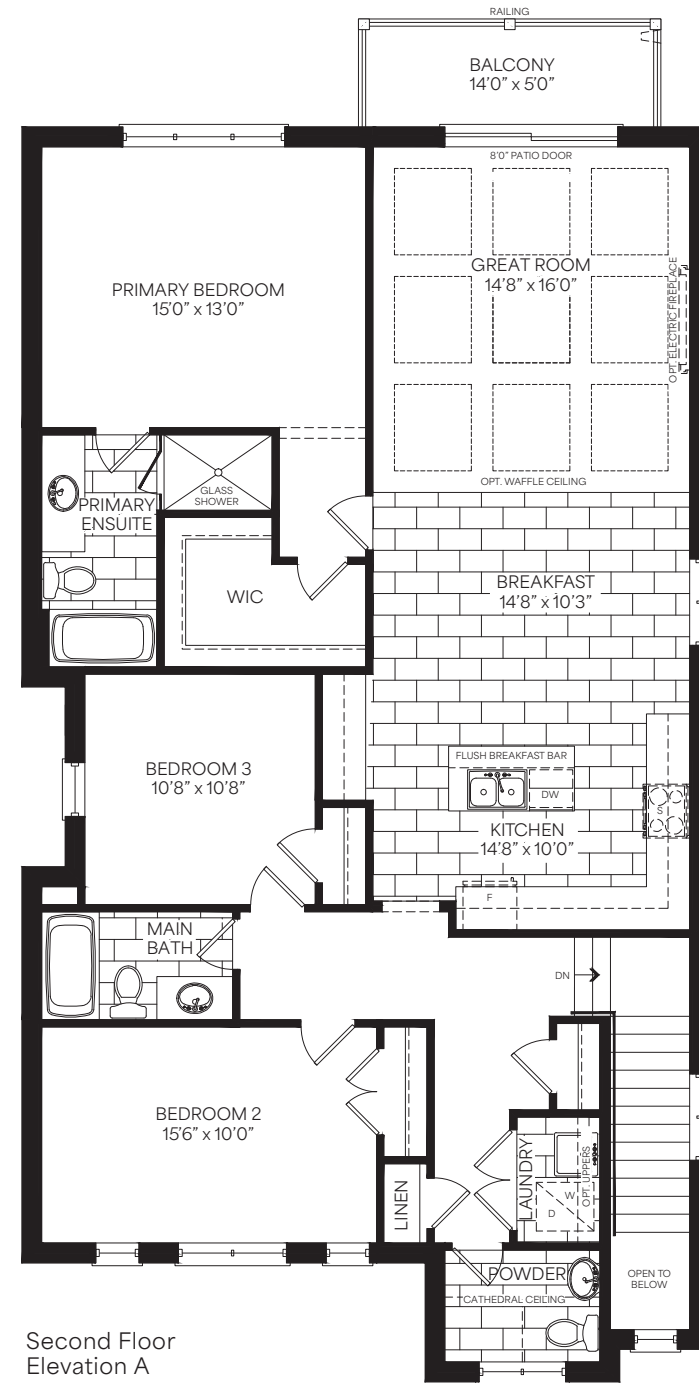 RAILING
BALCONY
14'0" x 5'0"
8'0" PATIO DOOR
GREAT ROOM
14'8" x 16'0"
OPT. ELECTRIC FIREPLACE
OPT. WAFFLE CEILING
PRIMARY BEDROOM
15'0" x 13'0"
PRIMARY
ENSUITE
GLASS
SHOWER
WIC
BREAKFAST
14'8" x 10'3"
BEDROOM 3
10'8" x 10'8"
FLUSH BREAKFAST BAR
DW
S
KITCHEN
14'8" x 10'0"
F
MAIN
BATH
DN
BEDROOM 2
15'6" x 10'0"
LINEN
LAUNDRY
OPT. UPPERS
W
D
POWDER
CATHEDRAL CEILING
OPEN TO
BELOW
Second Floor
Elevation A